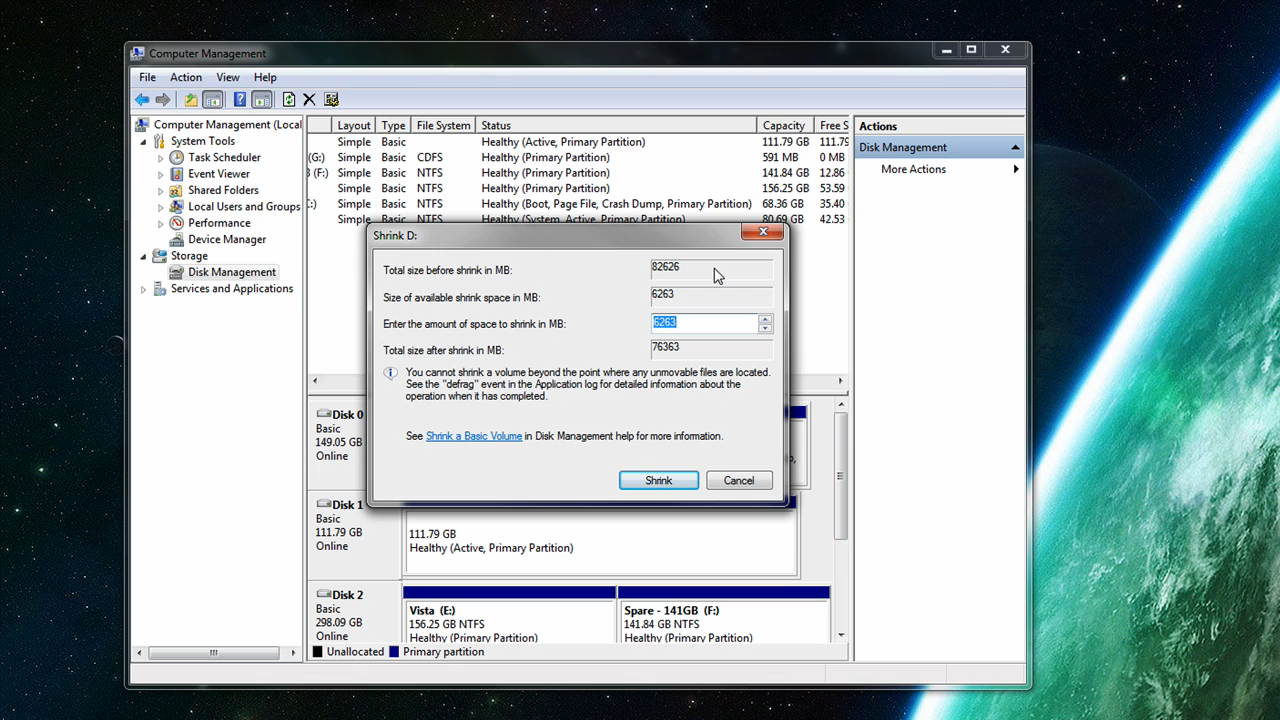 Computer Management
File Action View Help
Computer Management (Local
System Tools
Task Scheduler
Event Viewer
Shared Folders
Local Users and Groups
Performance
Device Manager
Storage
Disk Management
Services and Applications
Layout Type File System Status Capacity Free S
Simple Basic Healthy (Active, Primary Partition) 111.79 GB 111.79
(G:) Simple Basic CDFS Healthy (Primary Partition) 591 MB 0 MB
3 (F:) Simple Basic NTFS Healthy (Primary Partition) 141.84 GB 12.86
Simple Basic NTFS Healthy (Primary Partition) 156.25 GB 53.59
:) Simple Basic NTFS Healthy (Boot, Page File, Crash Dump, Primary Partition) 68.36 GB 35.40
Simple Basic NTFS Healthy (System, Active, Primary Partition) 80.69 GB 42.53
Actions
Disk Management
More Actions
Shrink D:
Total size before shrink in MB: 82626
Size of available shrink space in MB: 6263
Enter the amount of space to shrink in MB: 6263
Total size after shrink in MB: 76363
You cannot shrink a volume beyond the point where any unmovable files are located.
See the "defrag" event in the Application log for detailed information about the
operation when it has completed.
See Shrink a Basic Volume in Disk Management help for more information.
Shrink Cancel
Disk 0
149.05 GB
Online
Disk 1
Basic
111.79 GB
Online
111.79 GB
Healthy (Active, Primary Partition)
Disk 2
Basic
298.09 GB
Online
Vista (E:)
156.25 GB NTFS
Healthy (Primary Partition)
Spare - 141GB (F:)
141.84 GB NTFS
Healthy (Primary Partition)
Unallocated Primary partition